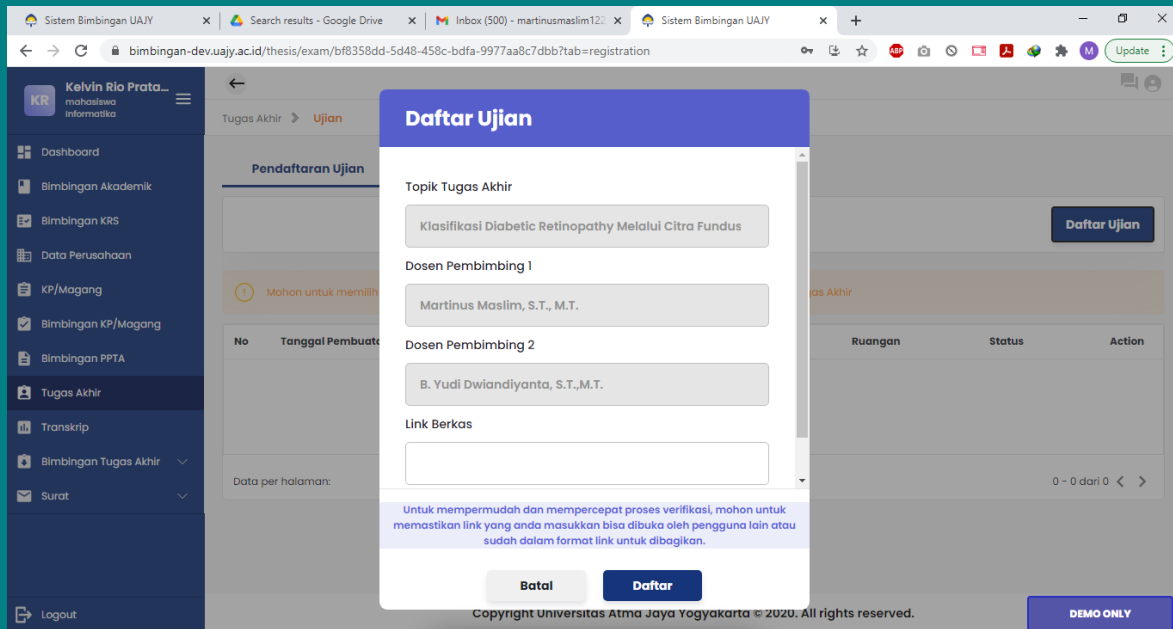 Sistem Bimbingan UAJY
Search results - Google Drive
Inbox (500) - martinusmaslim122
Sistem Bimbingan UAJY
bimbingan-dev.uajy.ac.id/thesis/exam/bf8358dd-5d48-458c-bdfa-9977aa8c7dbb?tab=registration
ABP
M
Update
KR
Kelvin Rio Prata...
mahasiswa
Informatika
Dashboard
Bimbingan Akademik
Bimbingan KRS
Data Perusahaan
KP/Magang
Bimbingan KP/Magang
Bimbingan PPTA
Tugas Akhir
Transkrip
Bimbingan Tugas Akhir
Surat
Logout
Tugas Akhir
Ujian
Pendaftaran Ujian
Daftar Ujian
Mohon untuk memilih
gas Akhir
No
Tanggal Pembuata
Ruangan
Status
Action
Data per halaman:
0 - 0 dari 0
Daftar Ujian
Topik Tugas Akhir
Klasifikasi Diabetic Retinopathy Melalui Citra Fundus
Dosen Pembimbing 1
Martinus Maslim, S.T., M.T.
Dosen Pembimbing 2
B. Yudi Dwiandiyanta, S.T.,M.T.
Link Berkas
Untuk mempermudah dan mempercepat proses verifikasi, mohon untuk
memastikan link yang anda masukkan bisa dibuka oleh pengguna lain atau
sudah dalam format link untuk dibagikan.
Batal
Daftar
Copyright Universitas Atma Jaya Yogyakarta © 2020. All rights reserved.
DEMO ONLY